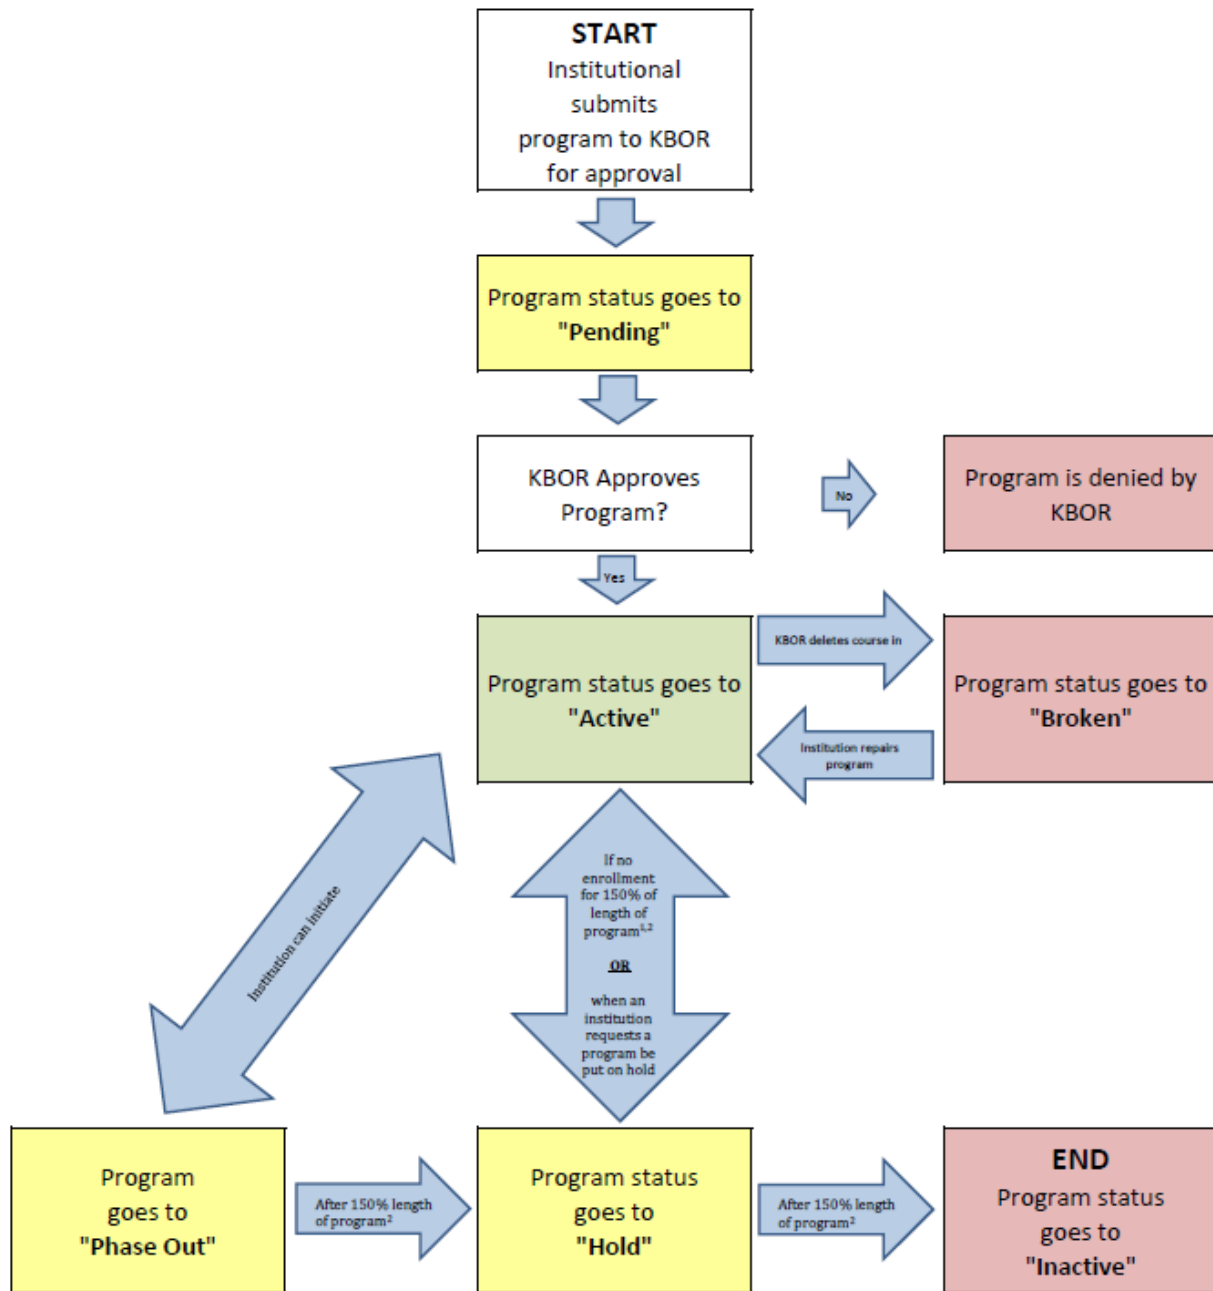 START
Institutional
submits
program to KBOR
for approval
Program status goes to
"Pending"
KBOR Approves
Program?
No
Program is denied by
KBOR
Yes
Program status goes to
"Active"
KBOR deletes course in
Program status goes to
"Broken"
Institution repairs
program
Institution can initiate
If no
enrollment
for 150% of
length of
program1,2
OR
when an
institution
requests a
program be
put on hold
Program
goes to
"Phase Out"
After 150% length
of program2
Program status
goes to
"Hold"
After 150% length
of program2
END
Program status
goes to
"Inactive"